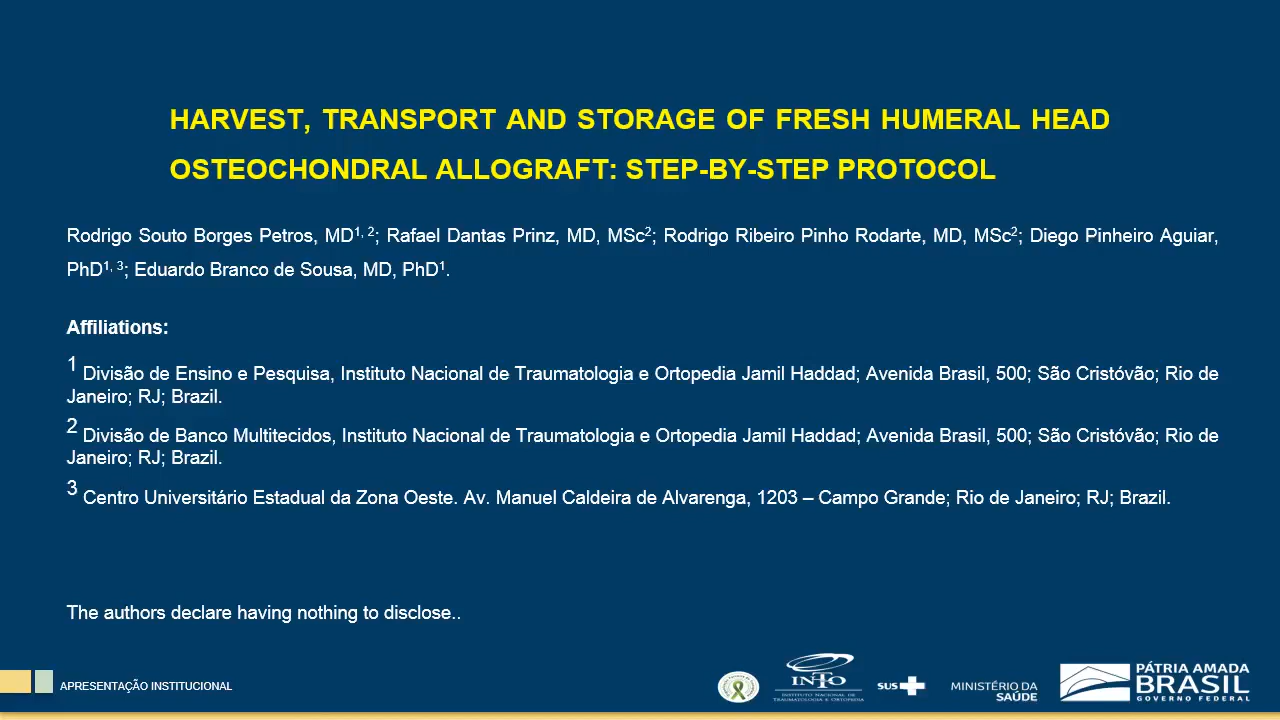 HARVEST, TRANSPORT AND STORAGE OF FRESH HUMERAL HEAD
OSTEOCHONDRAL ALLOGRAFT: STEP-BY-STEP PROTOCOL
Rodrigo Souto Borges Petros, MD1, 2; Rafael Dantas Prinz, MD, MSc2; Rodrigo Ribeiro Pinho Rodarte, MD, MSc2; Diego Pinheiro Aguiar,
PhD1, 3; Eduardo Branco de Sousa, MD, PhD1.
Affiliations:
1 Divisão de Ensino e Pesquisa, Instituto Nacional de Traumatologia e Ortopedia Jamil Haddad; Avenida Brasil, 500; São Cristóvão; Rio de
Janeiro; RJ; Brazil.
2 Divisão de Banco Multitecidos, Instituto Nacional de Traumatologia e Ortopedia Jamil Haddad; Avenida Brasil, 500; São Cristóvão; Rio de
Janeiro; RJ; Brazil.
3 Centro Universitário Estadual da Zona Oeste. Av. Manuel Caldeira de Alvarenga, 1203 – Campo Grande; Rio de Janeiro; RJ; Brazil.
The authors declare having nothing to disclose..
APRESENTAÇÃO INSTITUCIONAL
INTO
INSTITUTO NACIONAL DE
TRAUMATOLOGIA E ORTOPEDIA
SUS
MINISTÉRIO DA
SAÚDE
PÁTRIA AMADA
BRASIL
GOVERNO FEDERAL